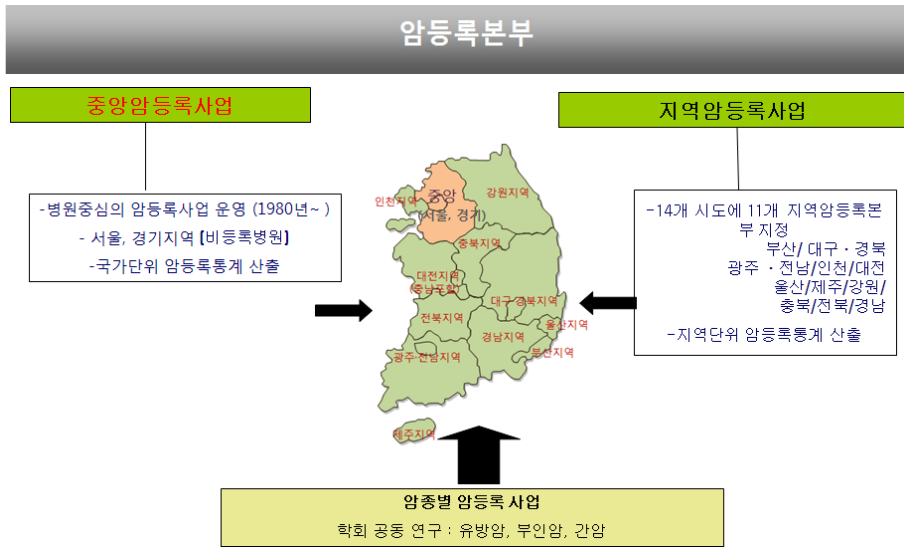 암등록본부
중앙암등록사업
지역암등록사업
-병원중심의 암등록사업 운영 (1980년~ )
- 서울, 경기지역 [비등록병원]
-국가단위 암등록통계 산출
-14개 시도에 11개 지역암등록본
부 지정
부산/ 대구·경북
광주 · 전남/인천/대전
울산/제주/강원/
충북/전북/경남
-지역단위 암등록통계 산출
인천지역
중앙
(서울, 경기)
강원지역
충북지역
대전지역
(충남포함)
대구·경북지역
전북지역
경남지역
울산지역
부산지역
광주·전남지역
제주지역
암종별 암등록 사업
학회 공동 연구 : 유방암, 부인암, 간암